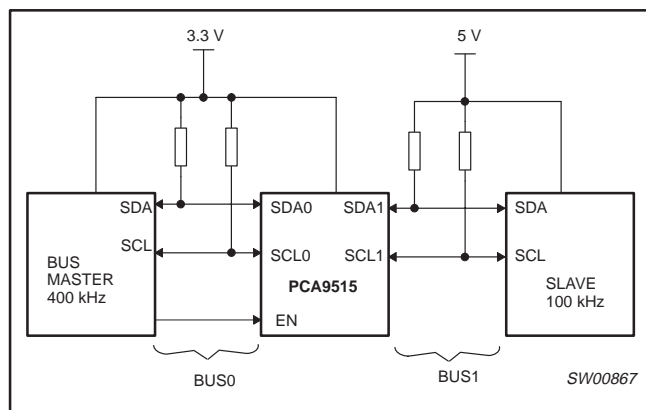 3.3 V
5 V
SDA
SDA0
SDA1
SDA
SCL
SCL0
SCL1
SCL
BUS
MASTER
400 kHz
PCA9515
SLAVE
100 kHz
EN
BUS0
BUS1
SW00867